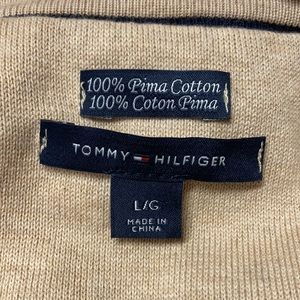 100% Pima Cotton
100% Coton Pima
TOMMY HILFIGER
L/G
MADE IN
CHINA